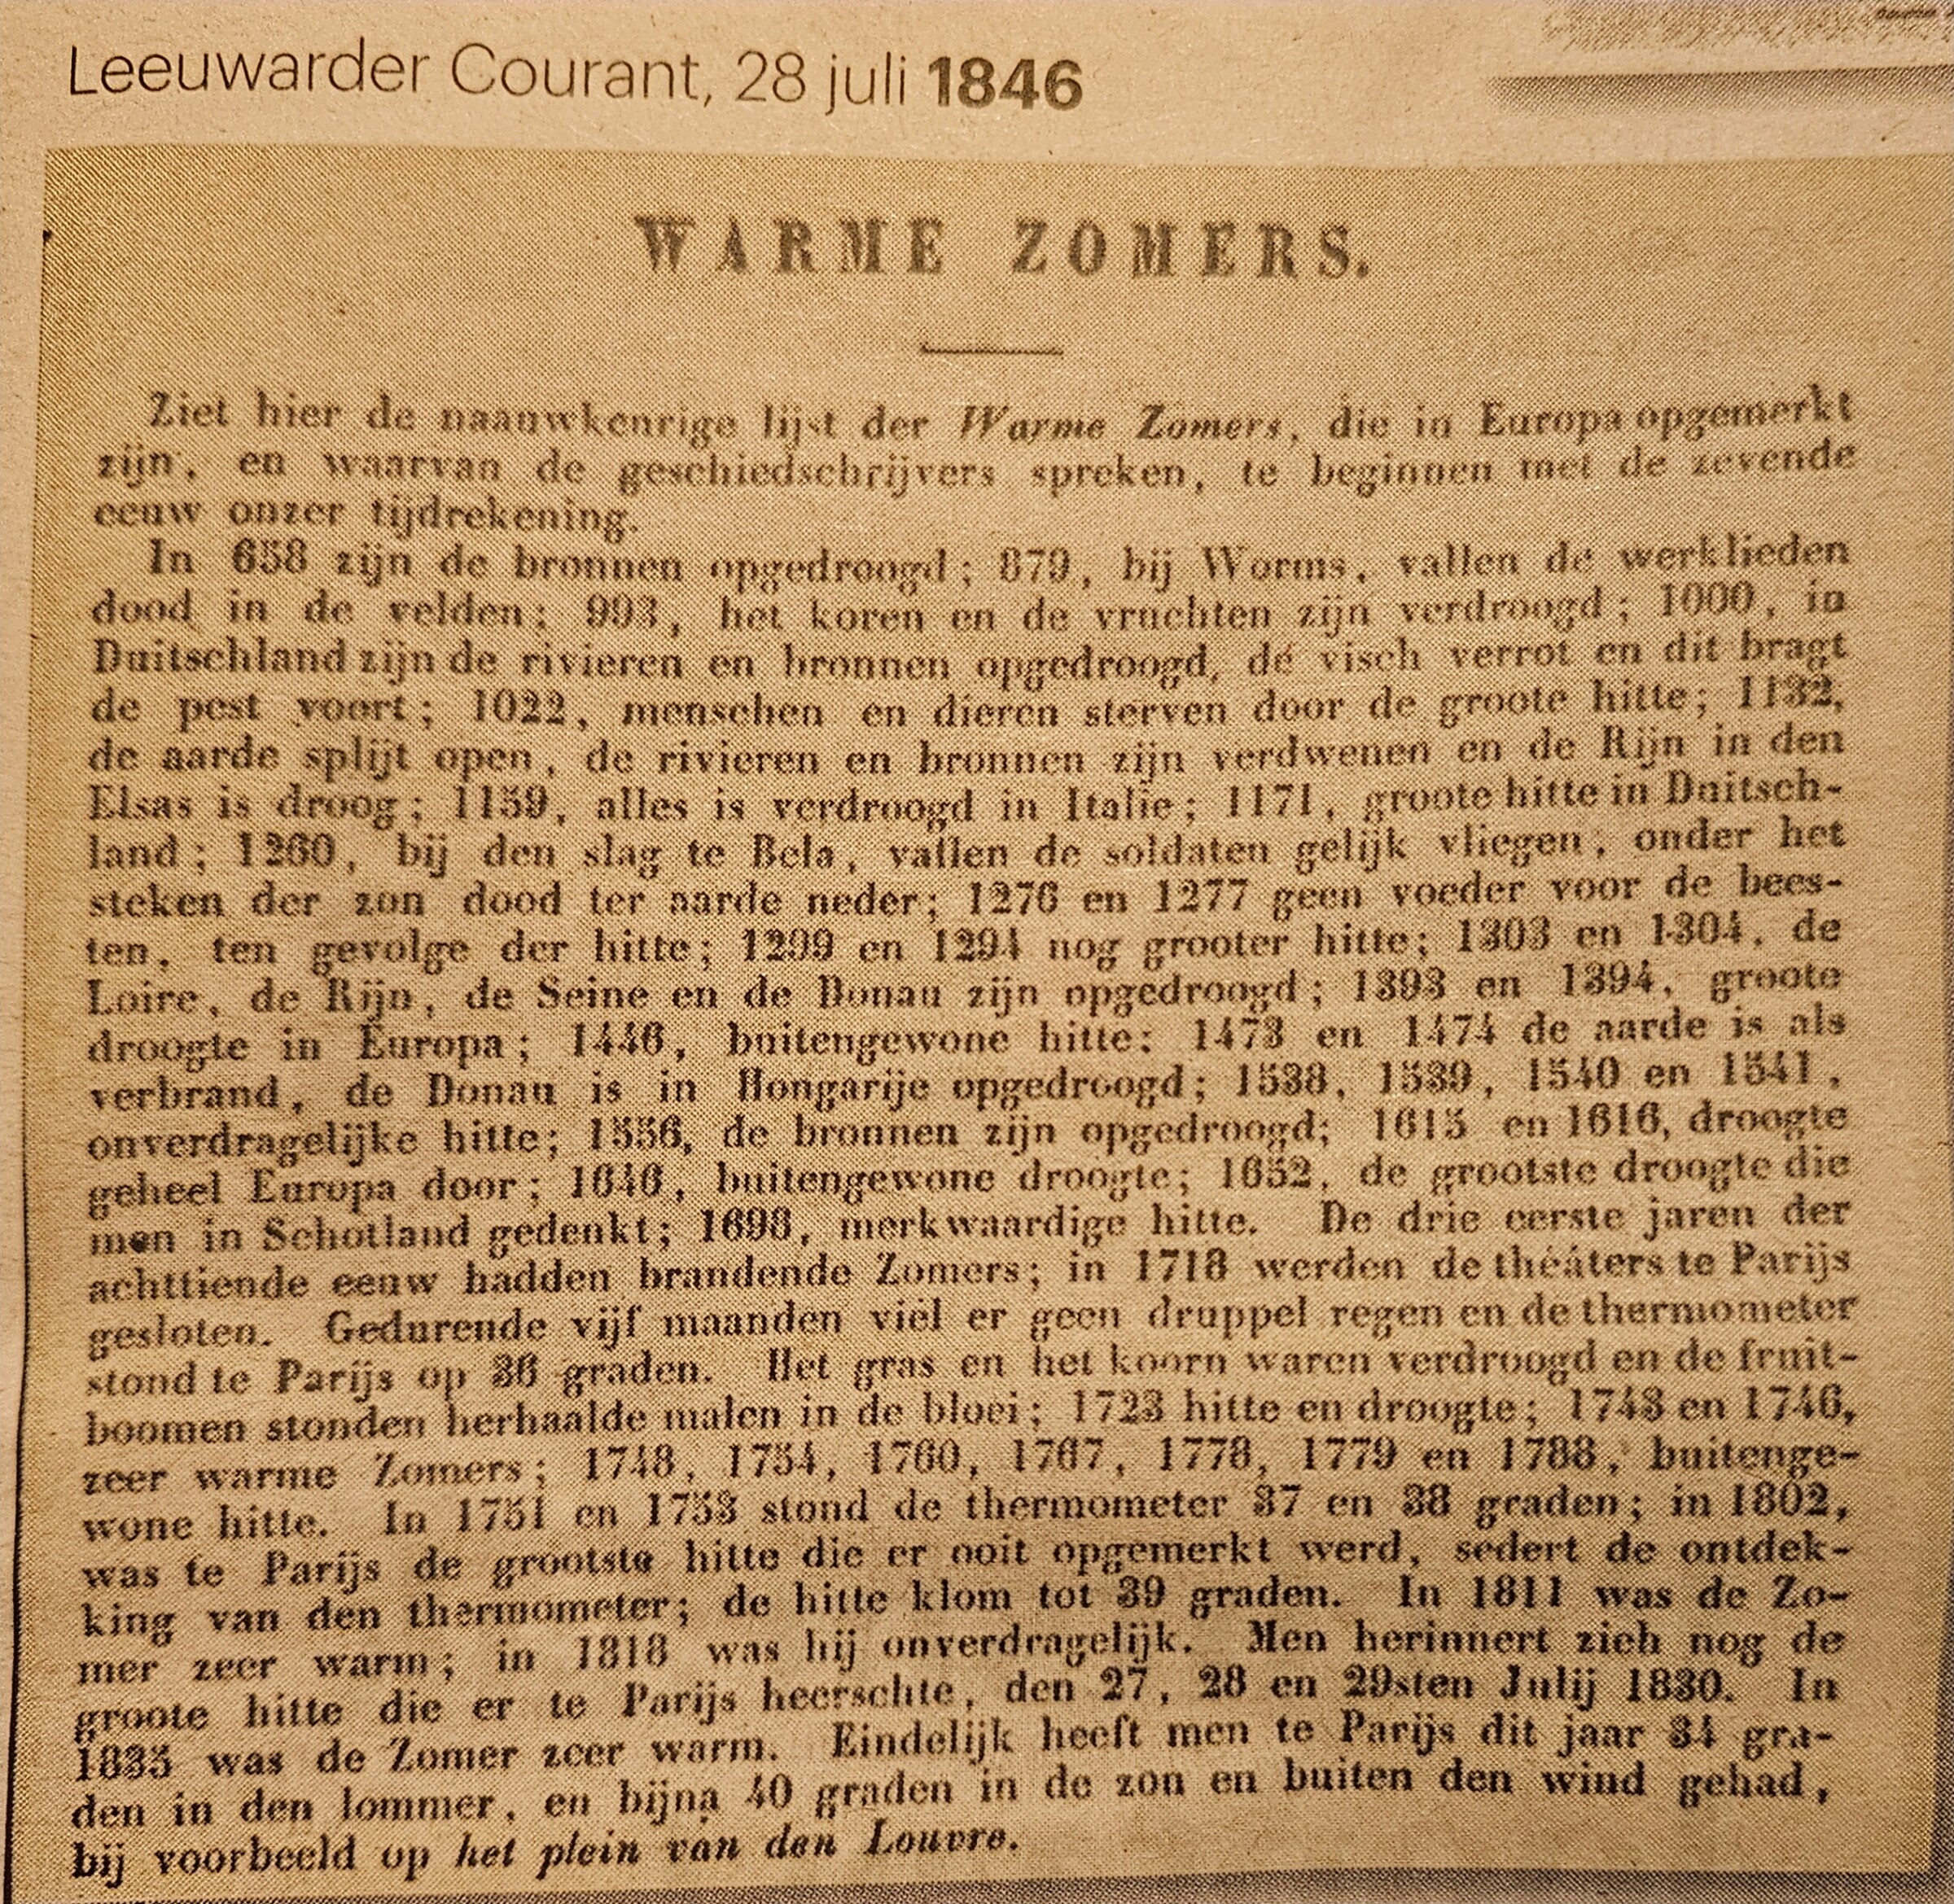 Leeuwarder Courant, 28 juli 1846
WARME ZOMERS.
Ziet hier de naauwkeurige lijst der Warme Zomers, die in Europa opgemerkt
zijn, en waarvan de geschiedschrijvers spreken, te beginnen met de zevende
eeuw onzer tijdrekening.
In 658 zijn de bronnen opgedroogd; 879, bij Worms, vallen de werklieden
dood in de velden; 993, het koren en de vruchten zijn verdroogd; 1000, in
Duitschland zijn de rivieren en bronnen opgedroogd, de visch verrot en dit bragt
de pest voort; 1022, menschen en dieren sterven door de groote hitte; 1132,
de aarde splijt open, de rivieren en bronnen zijn verdwenen en de Rijn in den
Elsas is droog; 1159, alles is verdroogd in Italie; 1171, groote hitte in Duitsch-
land; 1260, bij den slag te Bela, vallen de soldaten gelijk vliegen, onder het
steken der zon dood ter aarde neder; 1276 en 1277 geen voeder voor de bees-
ten, ten gevolge der hitte; 1299 en 1294 nog grooter hitte; 1303 en 1304, de
Loire, de Rijn, de Seine en de Donau zijn opgedroogd; 1393 en 1394, groote
droogte in Europa; 1446, buitengewone hitte; 1473 en 1474 de aarde is als
verbrand, de Donau is in Hongarije opgedroogd; 1538, 1539, 1540 en 1541,
onverdragelijke hitte; 1556, de bronnen zijn opgedroogd; 1615 en 1616, droogte
geheel Europa door; 1646, buitengewone droogte; 1652, de grootste droogte die
men in Schotland gedenkt; 1698, merkwaardige hitte. De drie eerste jaren der
achttiende eeuw hadden brandende Zomers; in 1718 werden de théâters te Parijs
gesloten. Gedurende vijf maanden viel er geen druppel regen en de thermometer
stond te Parijs op 36 graden. Het gras en het koorn waren verdroogd en de fruit-
boomen stonden herhaalde malen in de bloei; 1723 hitte en droogte; 1743 en 1746,
zeer warme Zomers; 1748, 1754, 1760, 1767, 1778, 1779 en 1788, buitenge-
wone hitte. In 1751 en 1753 stond de thermometer 37 en 38 graden; in 1802,
was te Parijs de grootste hitte die er ooit opgemerkt werd, sedert de ontdek-
king van den thermometer; de hitte klom tot 39 graden. In 1811 was de Zo-
mer zeer warm; in 1818 was hij onverdragelijk. Men herinnert zich nog de
groote hitte die er te Parijs heerschte, den 27, 28 en 29sten Julij 1830. In
1835 was de Zomer zeer warm. Eindelijk heeft men te Parijs dit jaar 34 gra-
den in den lommer, en bijna 40 graden in de zon en buiten den wind gehad,
bij voorbeeld op het plein van den Louvre.